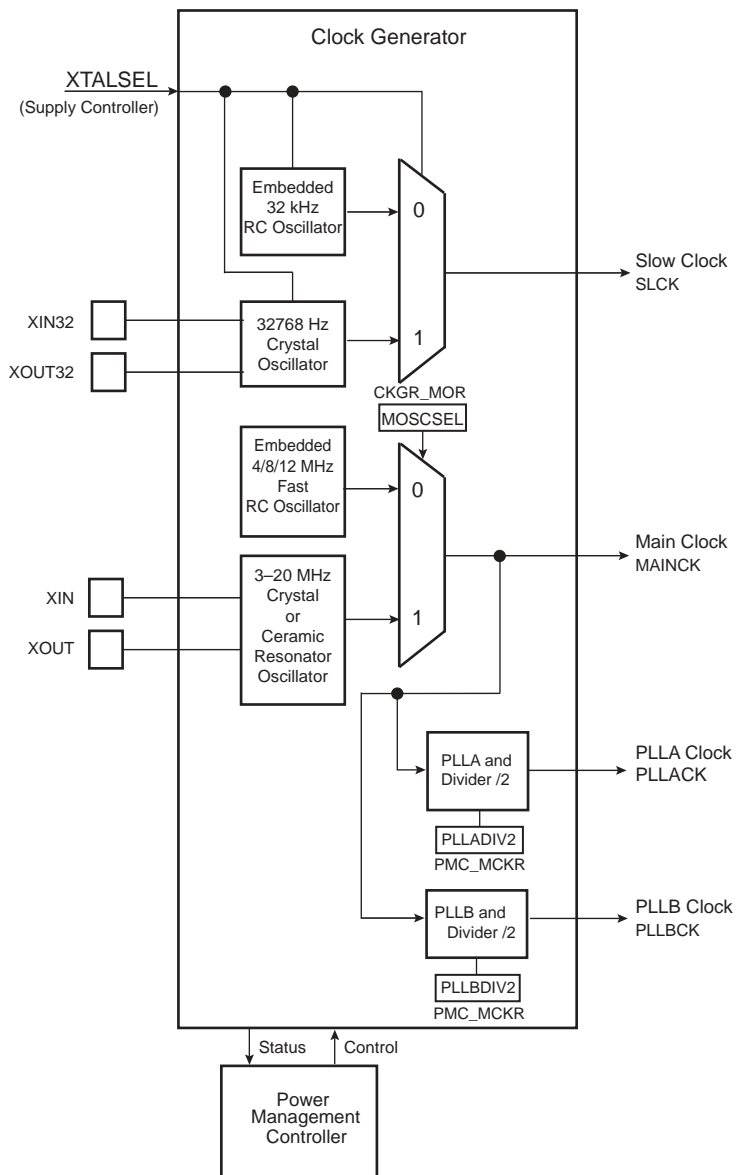 Clock Generator
XTALSEL
(Supply Controller)
Embedded
32 kHz
RC Oscillator
0
Slow Clock
SLCK
XIN32
XOUT32
32768 Hz
Crystal
Oscillator
1
CKGR_MOR
MOSCSEL
Embedded
4/8/12 MHz
Fast
RC Oscillator
0
Main Clock
MAINCK
XIN
XOUT
3–20 MHz
Crystal
or
Ceramic
Resonator
Oscillator
1
PLLA and
Divider /2
PLLA Clock
PLLACK
PLLADIV2
PMC_MCKR
PLLB and
Divider /2
PLLB Clock
PLLBCK
PLLBDIV2
PMC_MCKR
Status
Control
Power
Management
Controller